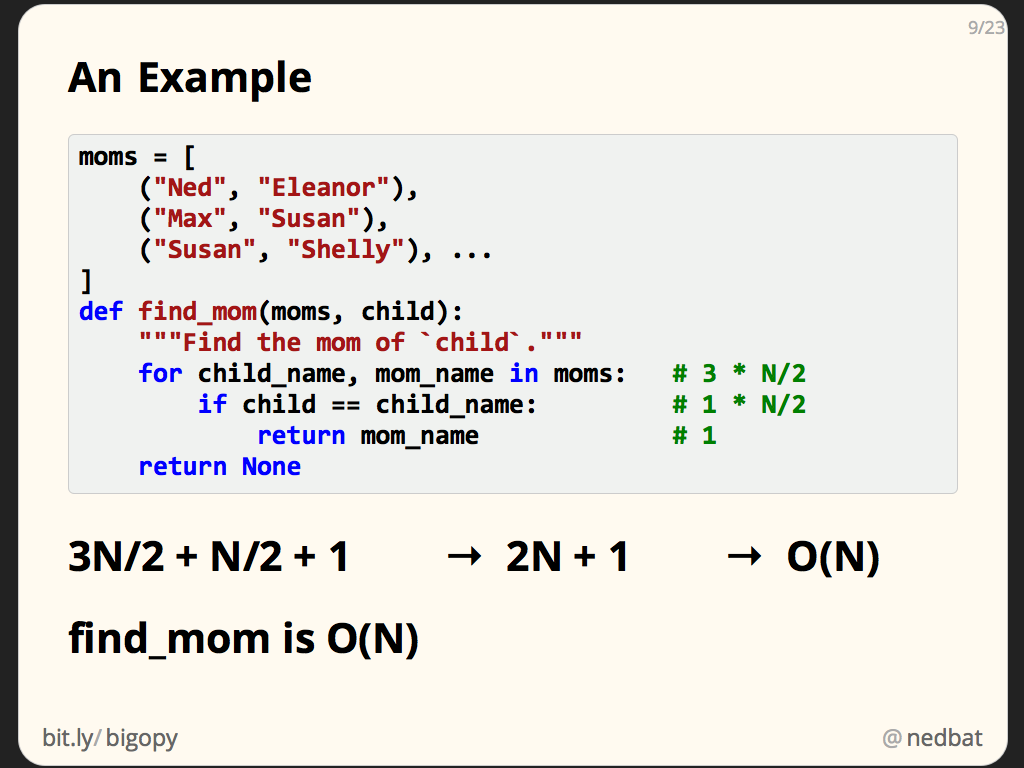 9/23
An Example
moms = [
    ("Ned", "Eleanor"),
    ("Max", "Susan"),
    ("Susan", "Shelly"), ...
]
def find_mom(moms, child):
    """Find the mom of `child`."""
    for child_name, mom_name in moms:   # 3 * N/2
        if child == child_name:         # 1 * N/2
            return mom_name             # 1
    return None
3N/2 + N/2 + 1 → 2N + 1 → O(N)
find_mom is O(N)
bit.ly/bigopy @nedbat